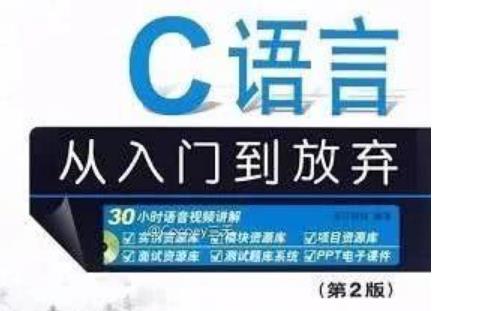 C语言
从入门到放弃
30小时语音视频讲解
☑实例资源库 ☑模块资源库 ☑项目资源库
☑面试资源库 ☑测试题库系统 ☑PPT电子课件
(第2版)